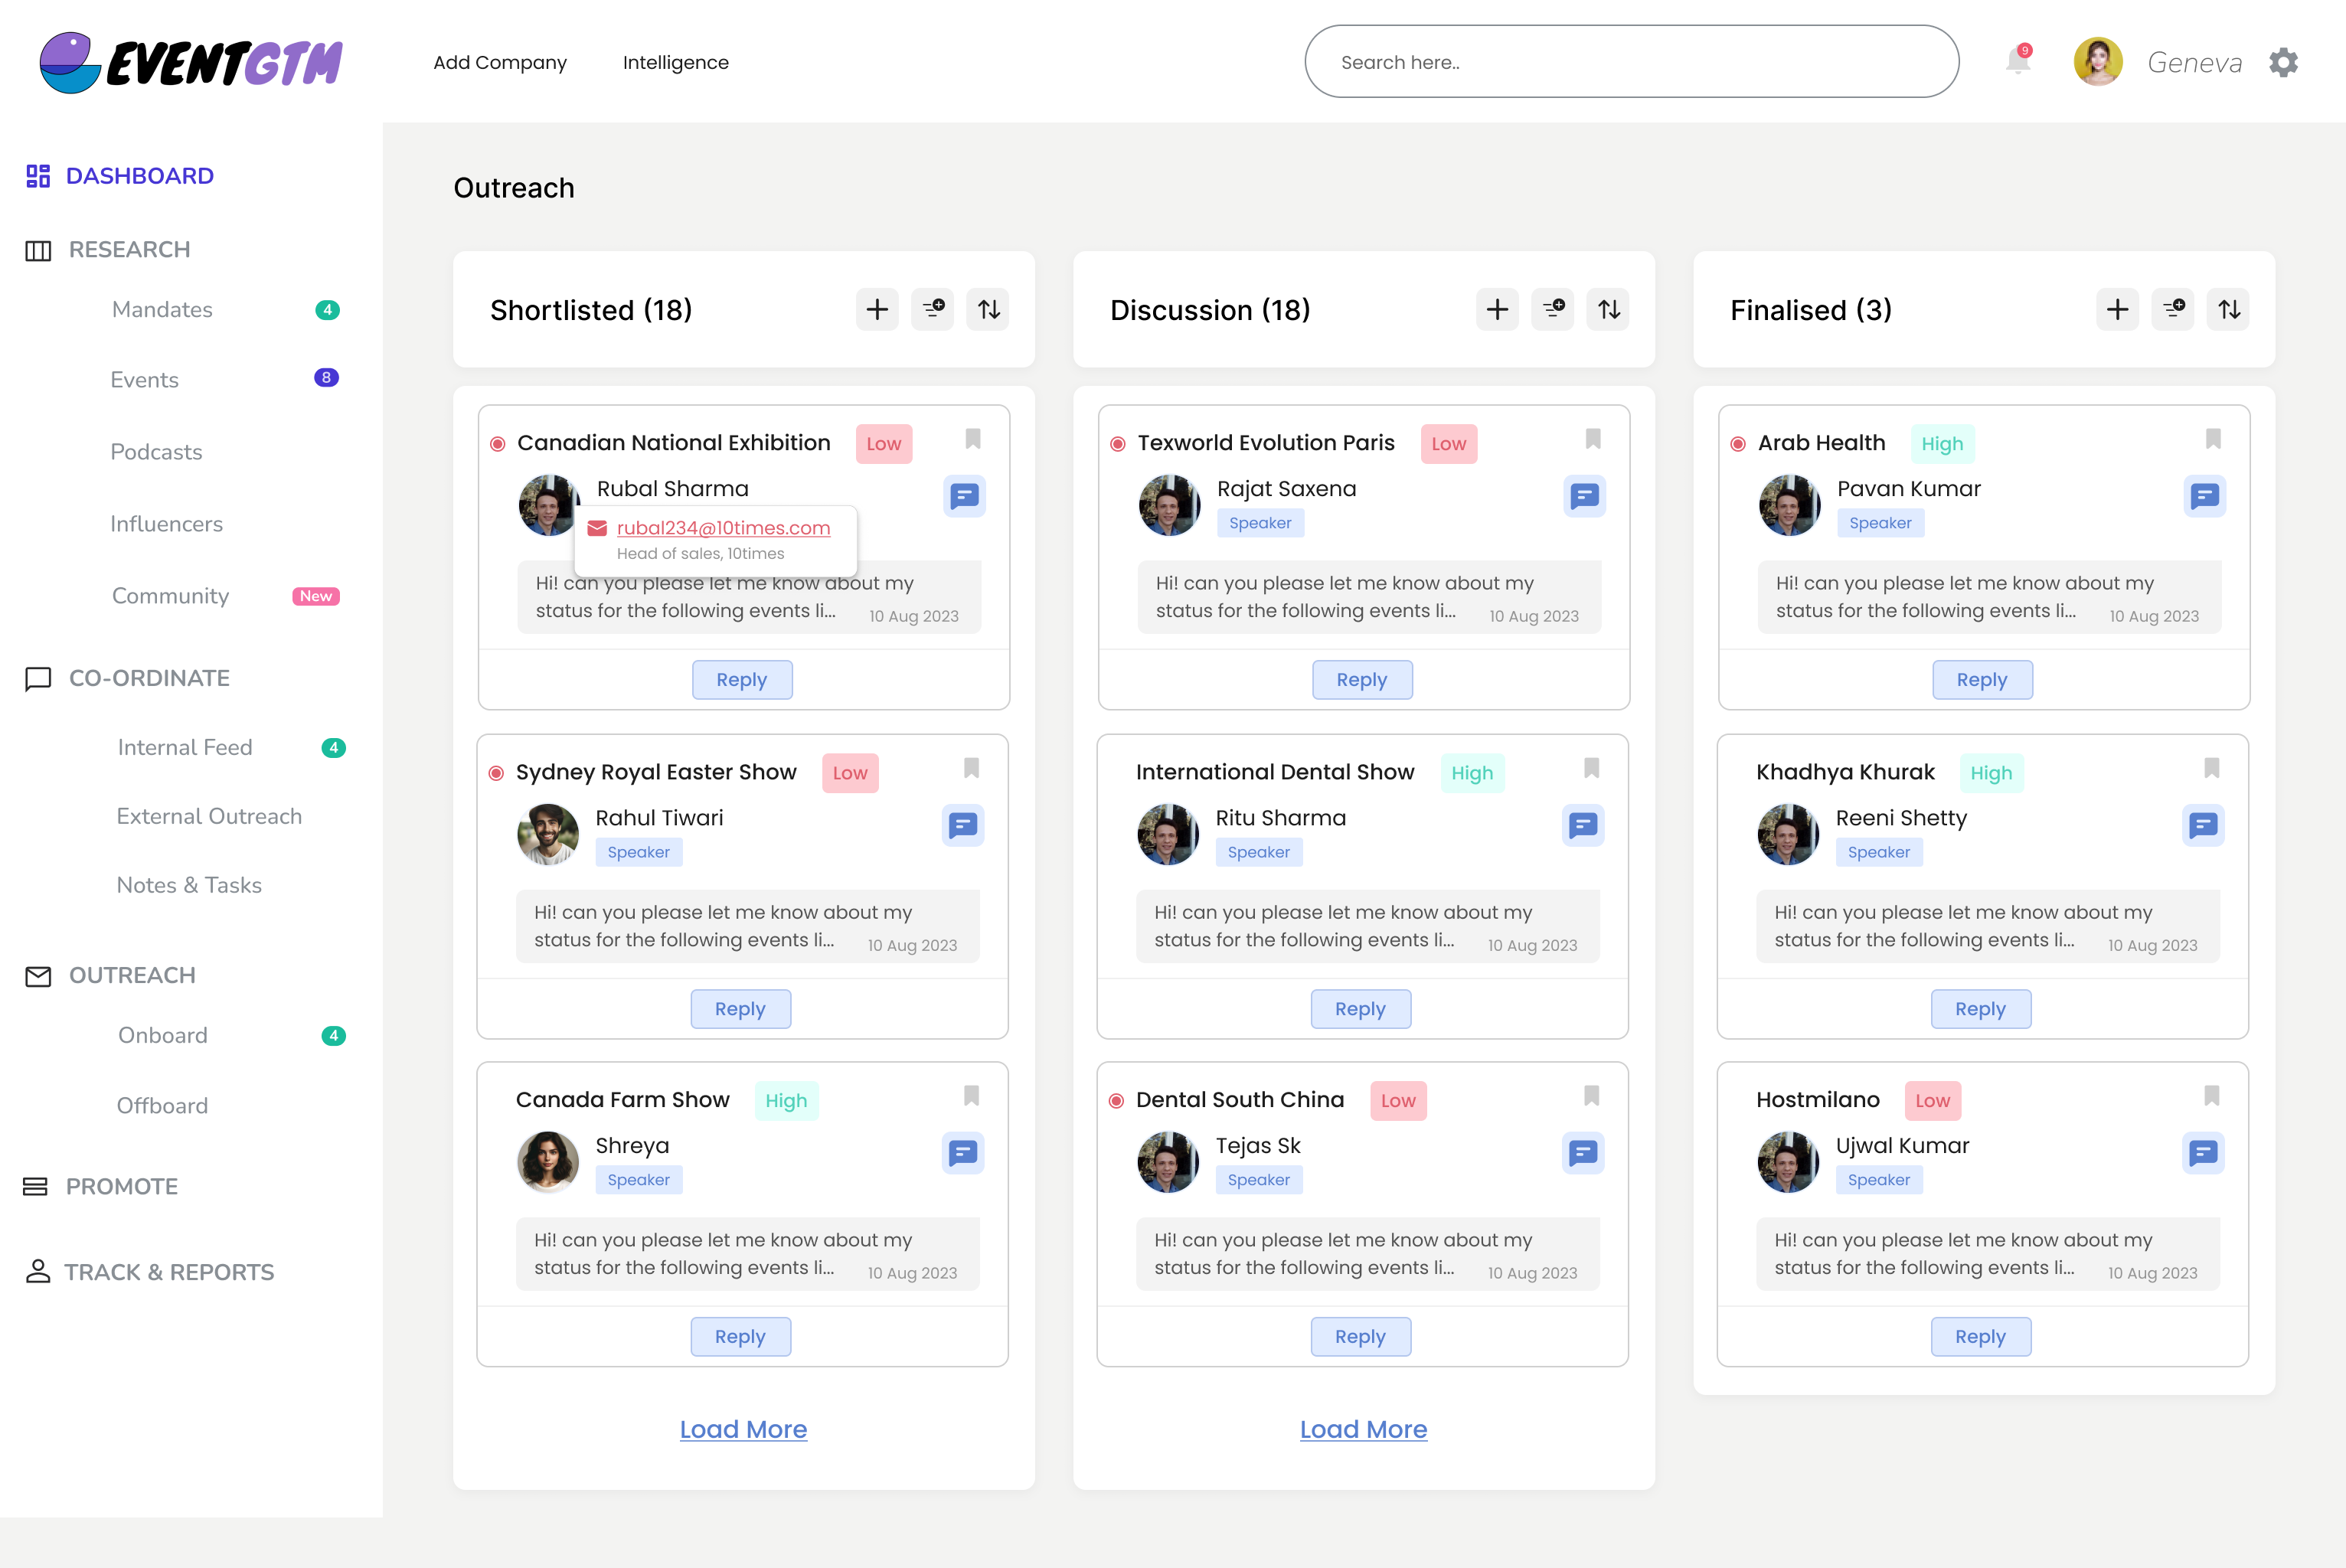 EVENTGTM
Add Company
Intelligence
Search here..
9
Geneva
DASHBOARD
RESEARCH
Mandates
4
Events
8
Podcasts
Influencers
Community
New
CO-ORDINATE
Internal Feed
4
External Outreach
Notes & Tasks
OUTREACH
Onboard
4
Offboard
PROMOTE
TRACK & REPORTS
Outreach
Shortlisted (18)
Canadian National Exhibition
Low
Rubal Sharma
rubal234@10times.com
Head of sales, 10times
Hi! can you please let me know about my
status for the following events li...
10 Aug 2023
Reply
Sydney Royal Easter Show
Low
Rahul Tiwari
Speaker
Hi! can you please let me know about my
status for the following events li...
10 Aug 2023
Reply
Canada Farm Show
High
Shreya
Speaker
Hi! can you please let me know about my
status for the following events li...
10 Aug 2023
Reply
Load More
Discussion (18)
Texworld Evolution Paris
Low
Rajat Saxena
Speaker
Hi! can you please let me know about my
status for the following events li...
10 Aug 2023
Reply
International Dental Show
High
Ritu Sharma
Speaker
Hi! can you please let me know about my
status for the following events li...
10 Aug 2023
Reply
Dental South China
Low
Tejas Sk
Speaker
Hi! can you please let me know about my
status for the following events li...
10 Aug 2023
Reply
Load More
Finalised (3)
Arab Health
High
Pavan Kumar
Speaker
Hi! can you please let me know about my
status for the following events li...
10 Aug 2023
Reply
Khadhya Khurak
High
Reeni Shetty
Speaker
Hi! can you please let me know about my
status for the following events li...
10 Aug 2023
Reply
Hostmilano
Low
Ujwal Kumar
Speaker
Hi! can you please let me know about my
status for the following events li...
10 Aug 2023
Reply